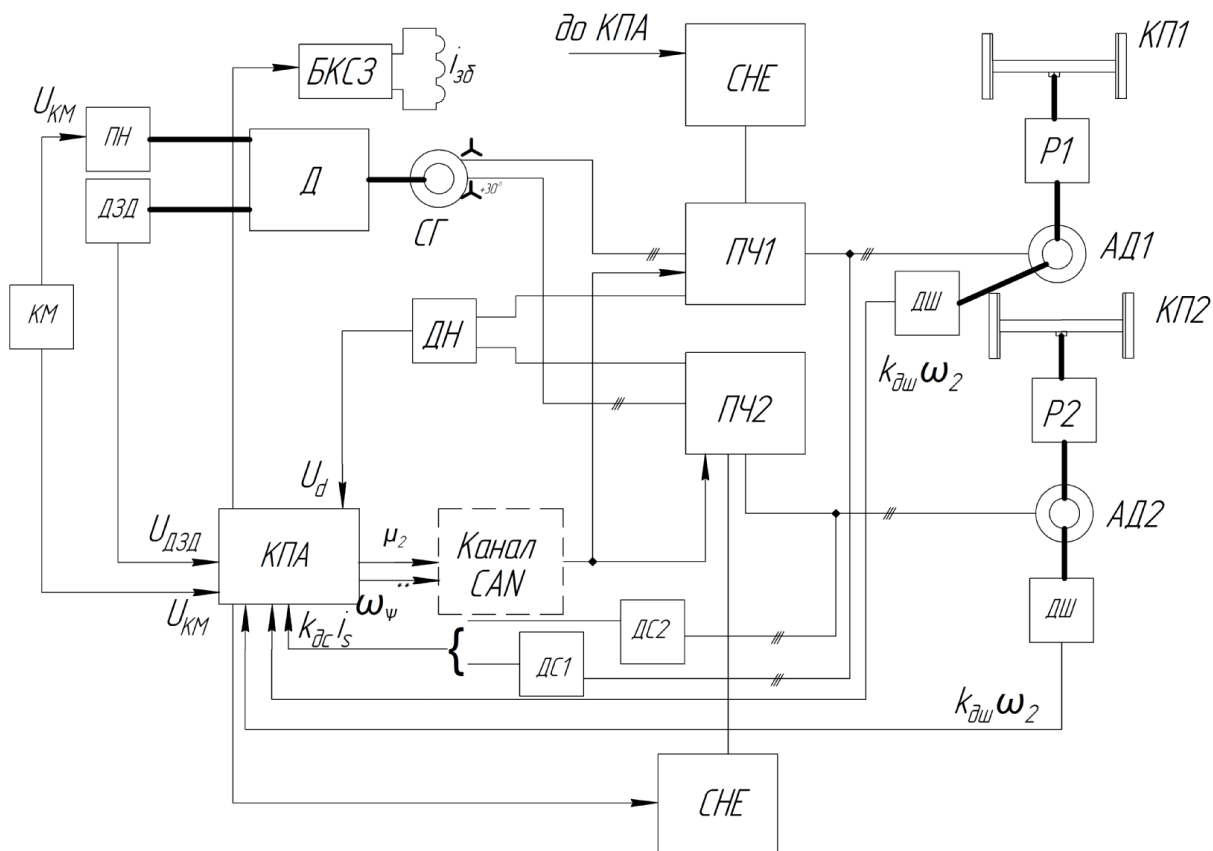 до КПА
СНЕ
КП1
БКСЗ
i зб
U КМ
ПН
Д
+30°
Р1
ДЗД
СГ
ПЧ1
АД1
КМ
ДН
ДШ
КП2
k дш ω 2
ПЧ2
Р2
U d
АД2
U ДЗД
КПА
μ 2
Канал
CAN
ω ψ **
U КМ
k дс i s
ДС2
ДШ
ДС1
k дш ω 2
СНЕ